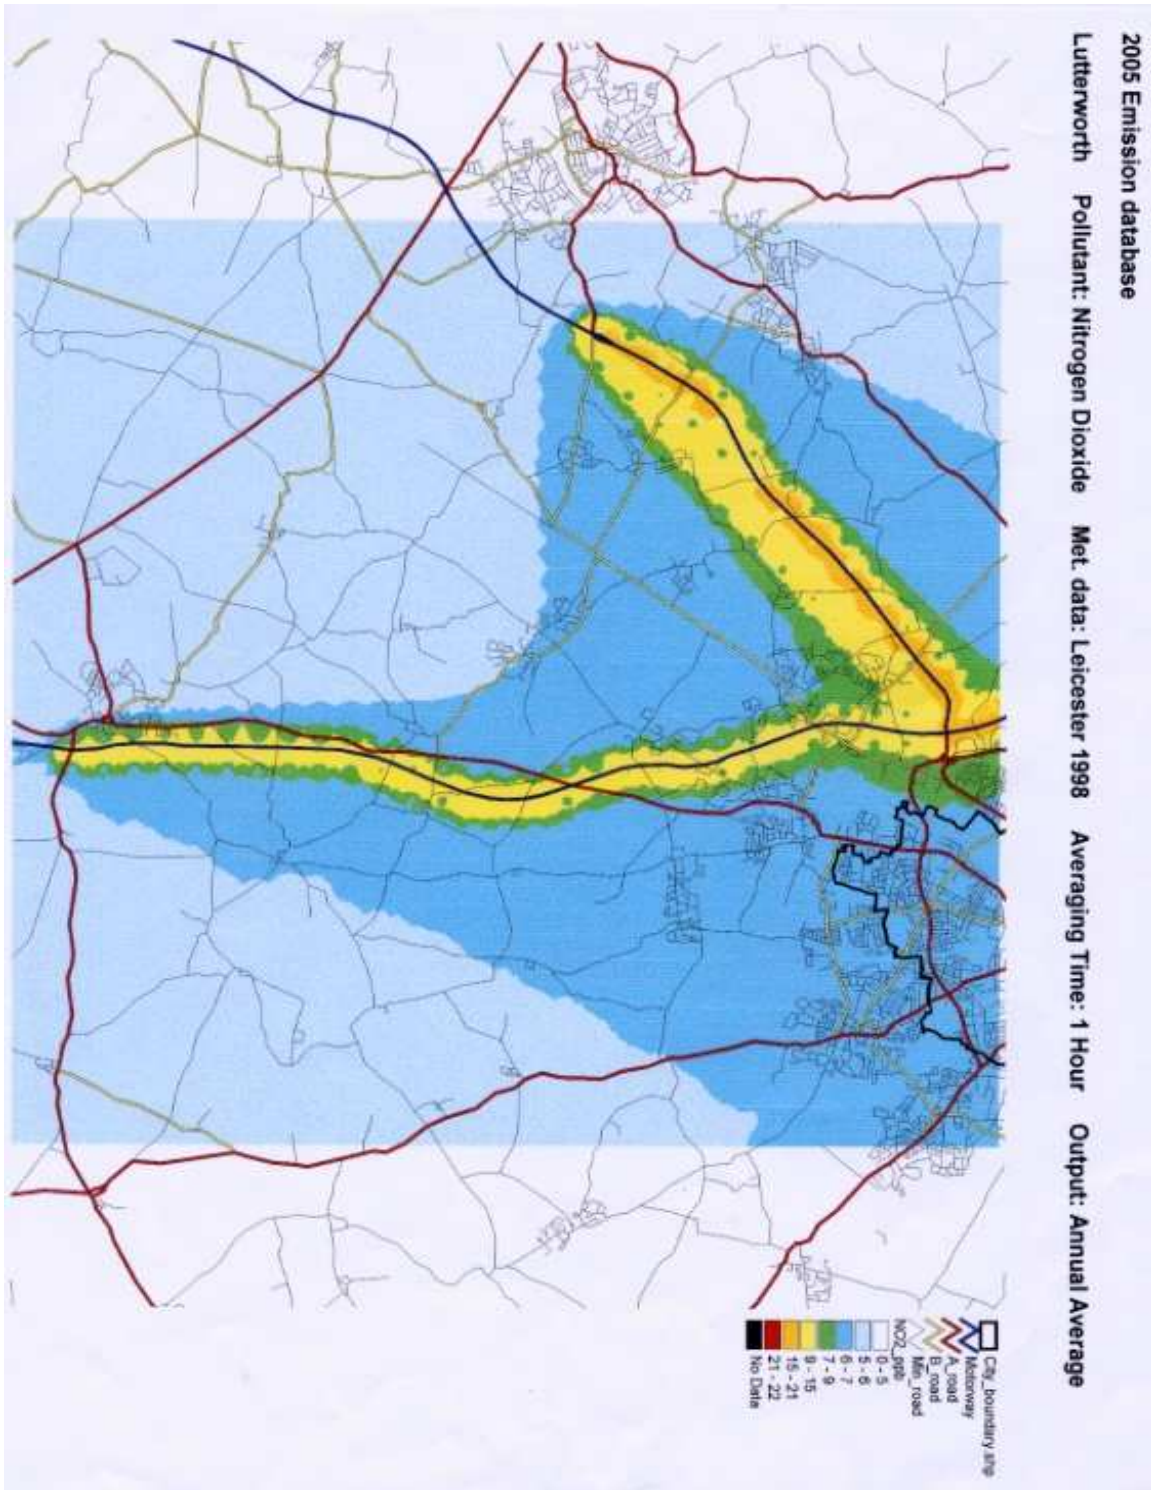 2005 Emission database
Lutterworth Pollutant: Nitrogen Dioxide Met. data: Leicester 1998 Averaging Time: 1 Hour Output: Annual Average
City_boundary.shp
Motorway
A_road
B_road
Min_road
NO2_ppb
0 - 5
5 - 6
6 - 7
7 - 9
9 - 15
15 - 21
21 - 22
No Data